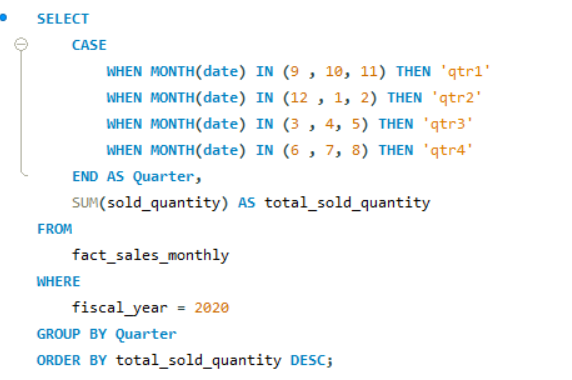 SELECT
CASE
WHEN MONTH(date) IN (9 , 10, 11) THEN 'qtr1'
WHEN MONTH(date) IN (12 , 1, 2) THEN 'qtr2'
WHEN MONTH(date) IN (3 , 4, 5) THEN 'qtr3'
WHEN MONTH(date) IN (6 , 7, 8) THEN 'qtr4'
END AS Quarter,
SUM(sold_quantity) AS total_sold_quantity
FROM
fact_sales_monthly
WHERE
fiscal_year = 2020
GROUP BY Quarter
ORDER BY total_sold_quantity DESC;